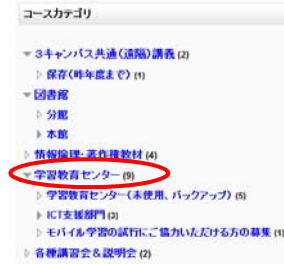 コースカテゴリ
3キャンパス共通(遠隔)講義 (2)
保存(昨年度まで) (1)
図書館
分館
本館
情報倫理・著作権教材 (4)
学習教育センター (9)
学習教育センター(未使用、バックアップ) (5)
ICT支援部門 (2)
モバイル学習の試行にご協力いただける方の募集 (1)
各種講習会&説明会 (2)